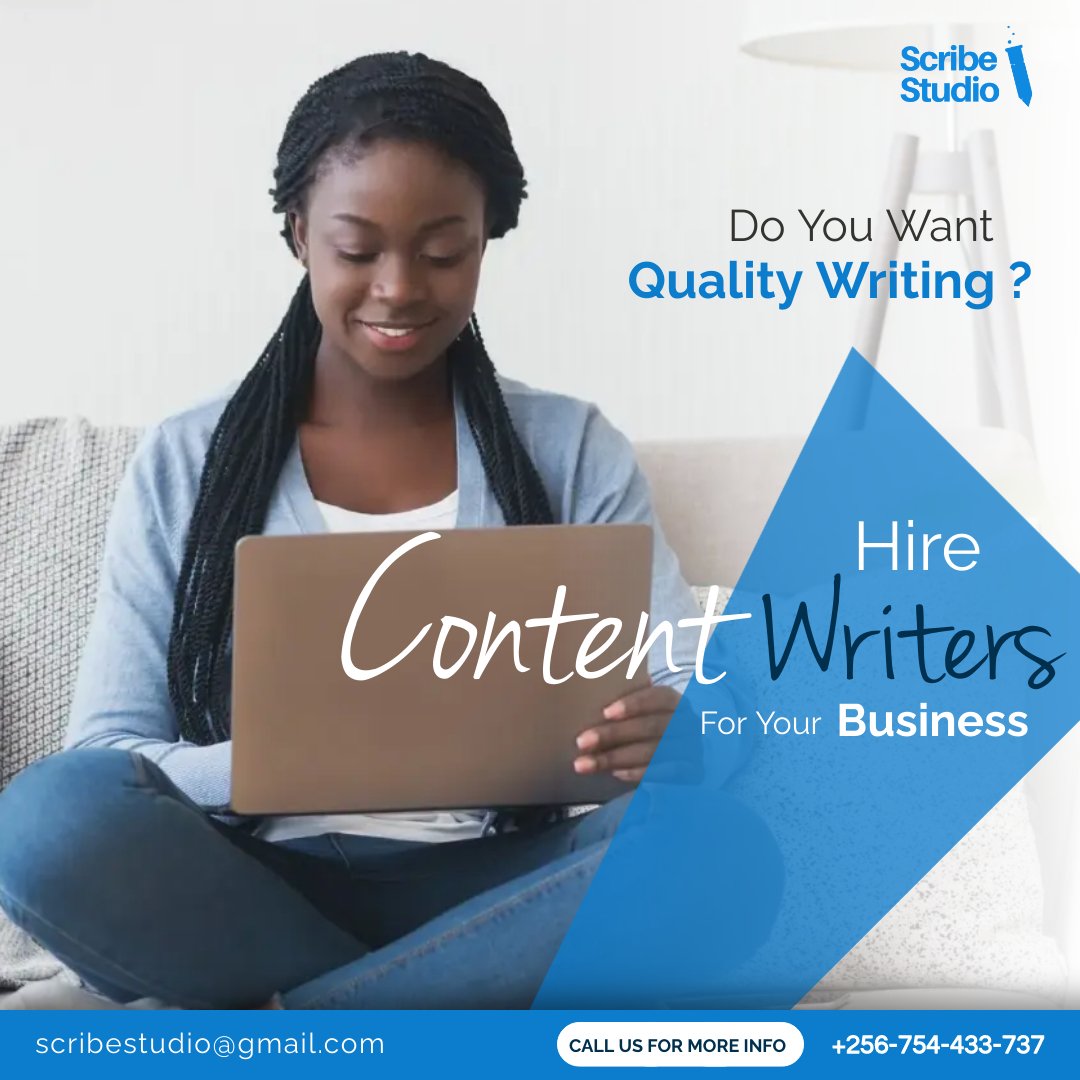 Scribe
Studio
Do You Want
Quality Writing ?
Hire
Content Writers
For Your Business
scribestudio@gmail.com
CALL US FOR MORE INFO
+256-754-433-737